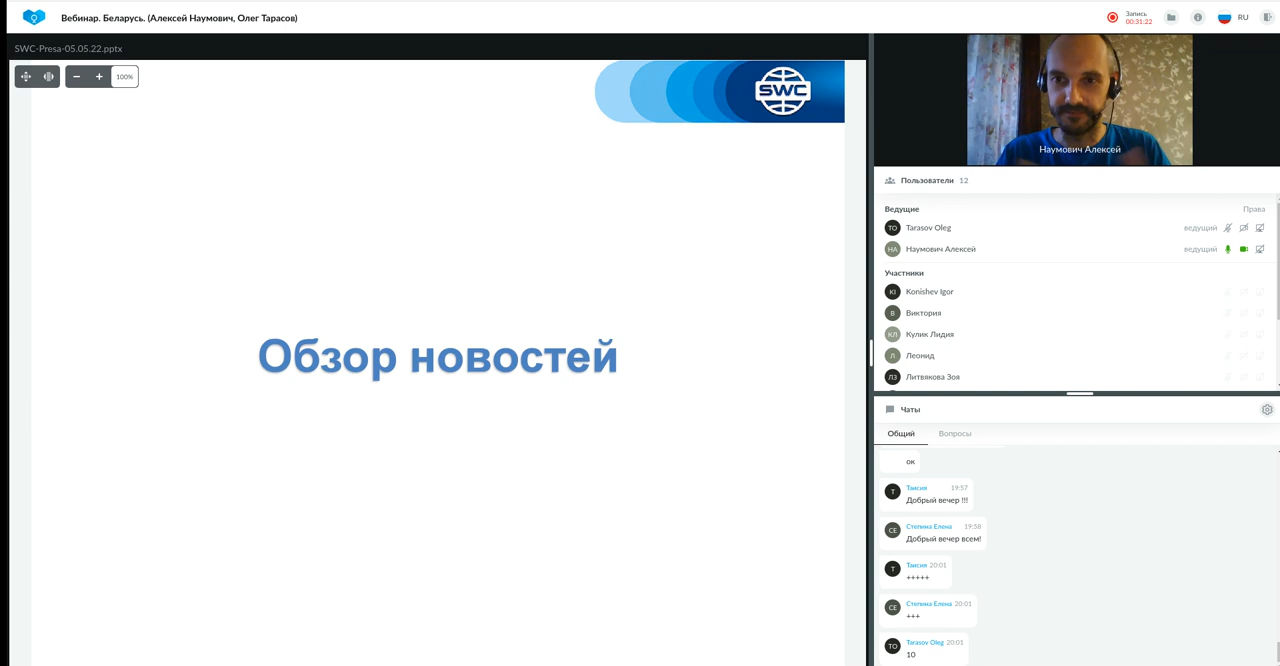 Вебинар. Беларусь. (Алексей Наумович, Олег Тарасов)
Запись
00:31:22
RU
SWC-Presa-05.05.22.pptx
100%
SWC
Обзор новостей
Наумович Алексей
Пользователи 12
Ведущие Права
TO Tarasov Oleg ведущий
НА Наумович Алексей ведущий
Участники
KI Konishev Igor
В Виктория
КЛ Кулик Лидия
Л Леонид
ЛЗ Литвякова Зоя
Чаты
Общий Вопросы
ок
Т Таисия 19:57
Добрый вечер !!!
СЕ Степина Елена 19:58
Добрый вечер всем!
Т Таисия 20:01
+++++
СЕ Степина Елена 20:01
+++
TO Tarasov Oleg 20:01
10